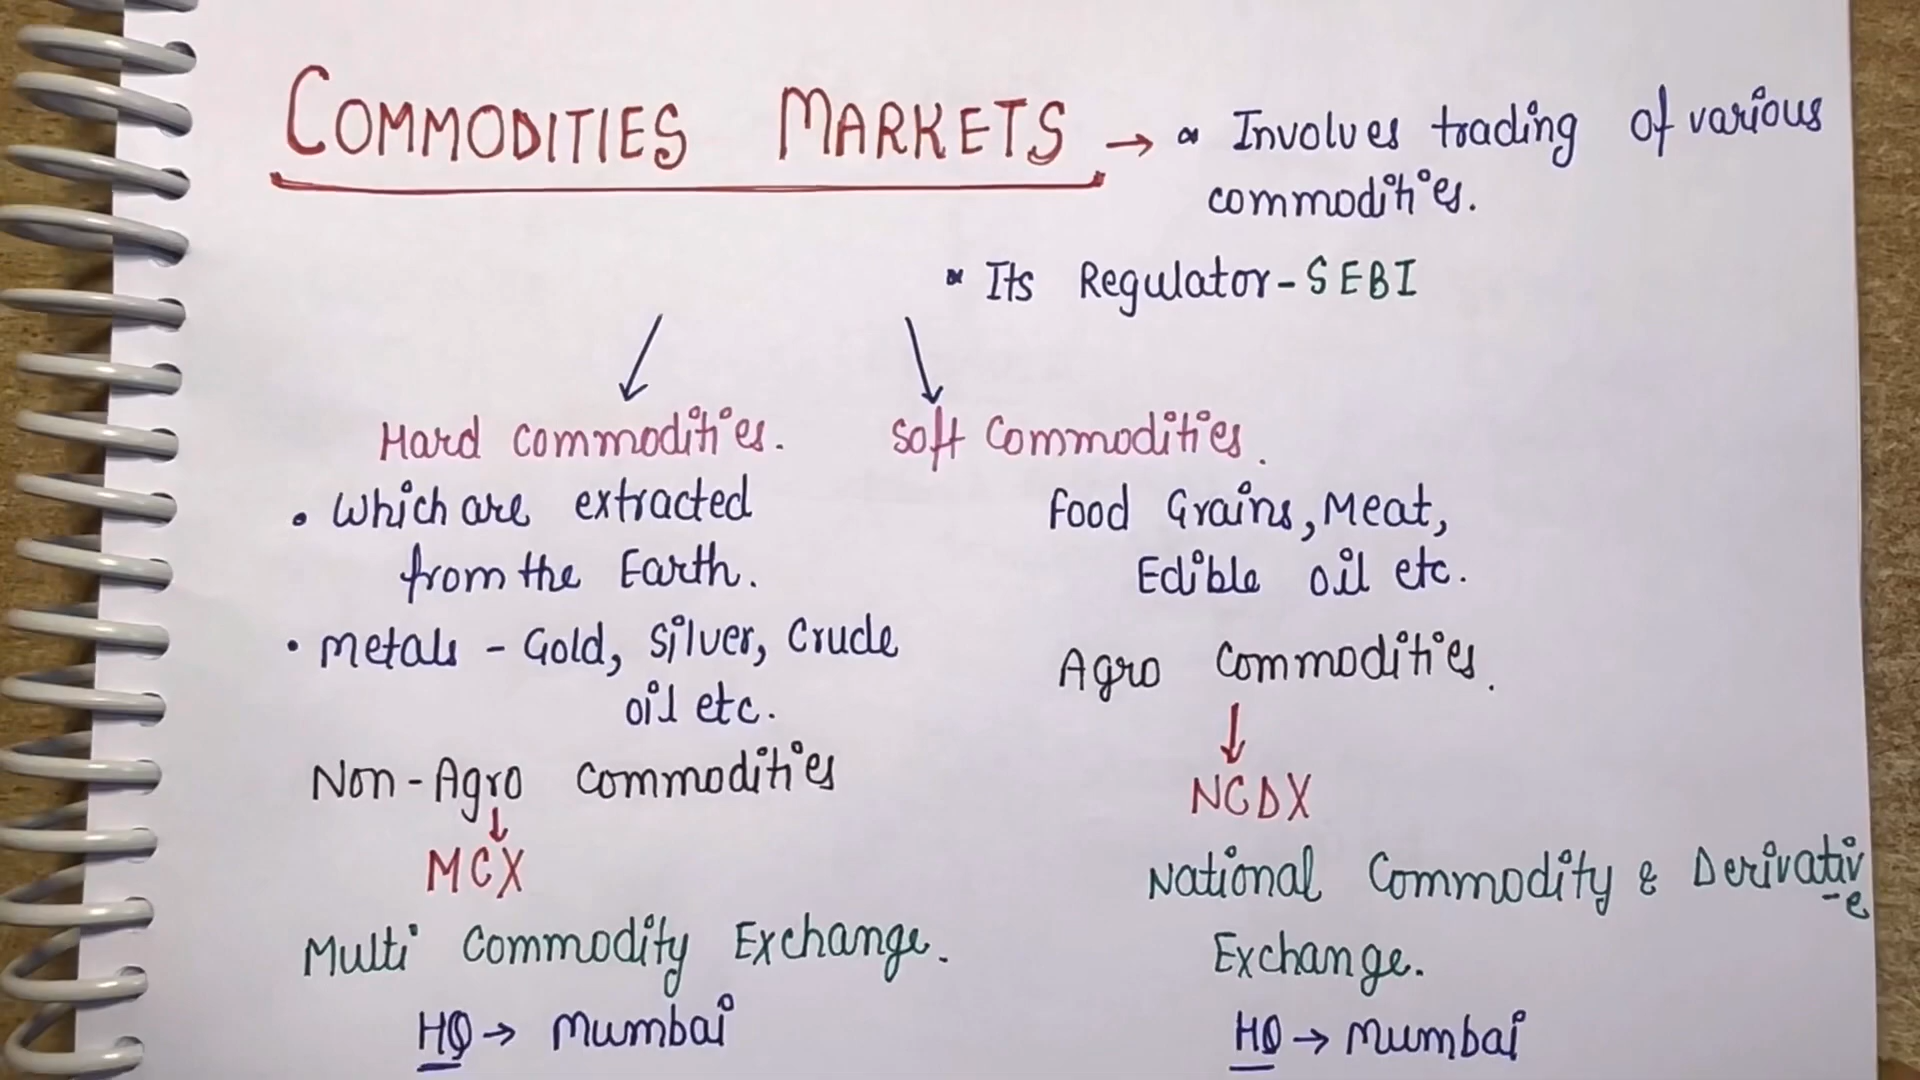 COMMODITIES MARKETS → Involves trading of various
commodities.
Its Regulator - SEBI
Hard commodities.
• Which are extracted
from the Earth.
• Metals - Gold, Silver, Crude
oil etc.
Non-Agro Commodities
↓
MCX
Multi Commodity Exchange.
HQ → Mumbai
Soft Commodities.
Food Grains, Meat,
Edible oil etc.
Agro Commodities.
↓
NCDX
National Commodity & Derivativ
-e
Exchange.
HQ → Mumbai